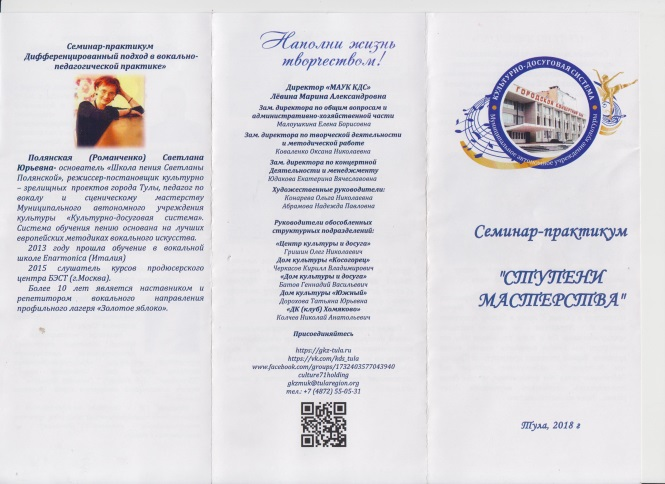 Семинар-практикум
Дифференцированный подход в вокально-
педагогической практике»
Полянская (Романченко) Светлана
Юрьевна- основатель «Школа пения Светланы
Полянской», режиссер-постановщик культурно
– зрелищных проектов города Тулы, педагог по
вокалу и сценическому мастерству
Муниципального автономного учреждения
культуры «Культурно-досуговая система».
Система обучения пению основана на лучших
европейских методиках вокального искусства.
2013 году прошла обучение в вокальной
школе Enarmonica (Италия)
2015 слушатель курсов продюсерского
центра БЭСТ (г.Москва).
Более 10 лет является наставником и
репетитором вокального направления
профильного лагеря «Золотое яблоко».
Наполни жизнь
творчеством!
Директор «МАУК КДС»
Лёвина Марина Александровна
Зам. директора по общим вопросам и
административно-хозяйственной части
Милоушкина Елена Борисовна
Зам. директора по творческой деятельности
и методической работе
Коваленко Оксана Николаевна
Зам. директора по концертной
Деятельности и менеджменту
Юдакова Екатерина Вячеславовна
Художественные руководители:
Конарева Ольга Николаевна
Абрамова Надежда Павловна
Руководители обособленных
структурных подразделений:
«Центр культуры и досуга»
Гришин Олег Николаевич
Дом культуры «Косогорец»
Черкасов Кирилл Владимирович
«Дом культуры и досуга»
Батов Геннадий Васильевич
Дом культуры «Южный»
Дорохова Татьяна Юрьевна
«ДК (клуб) Хомяково»
Колчев Николай Анатольевич
Присоединяйтесь
https://gkz-tula.ru
https://vk.com/kds_tula
www.facebook.com/groups/1732403577043940
culture71holding
gkzmuk@tularegion.org
тел.: +7 (4872) 55-05-31
КУЛЬТУРНО-ДОСУГОВАЯ СИСТЕМА
ГОРОДСКОЙ КОНЦЕРТНЫЙ
Муниципальное автономное учреждение культуры
Семинар-практикум
"СТУПЕНИ
МАСТЕРСТВА"
Тула, 2018 г